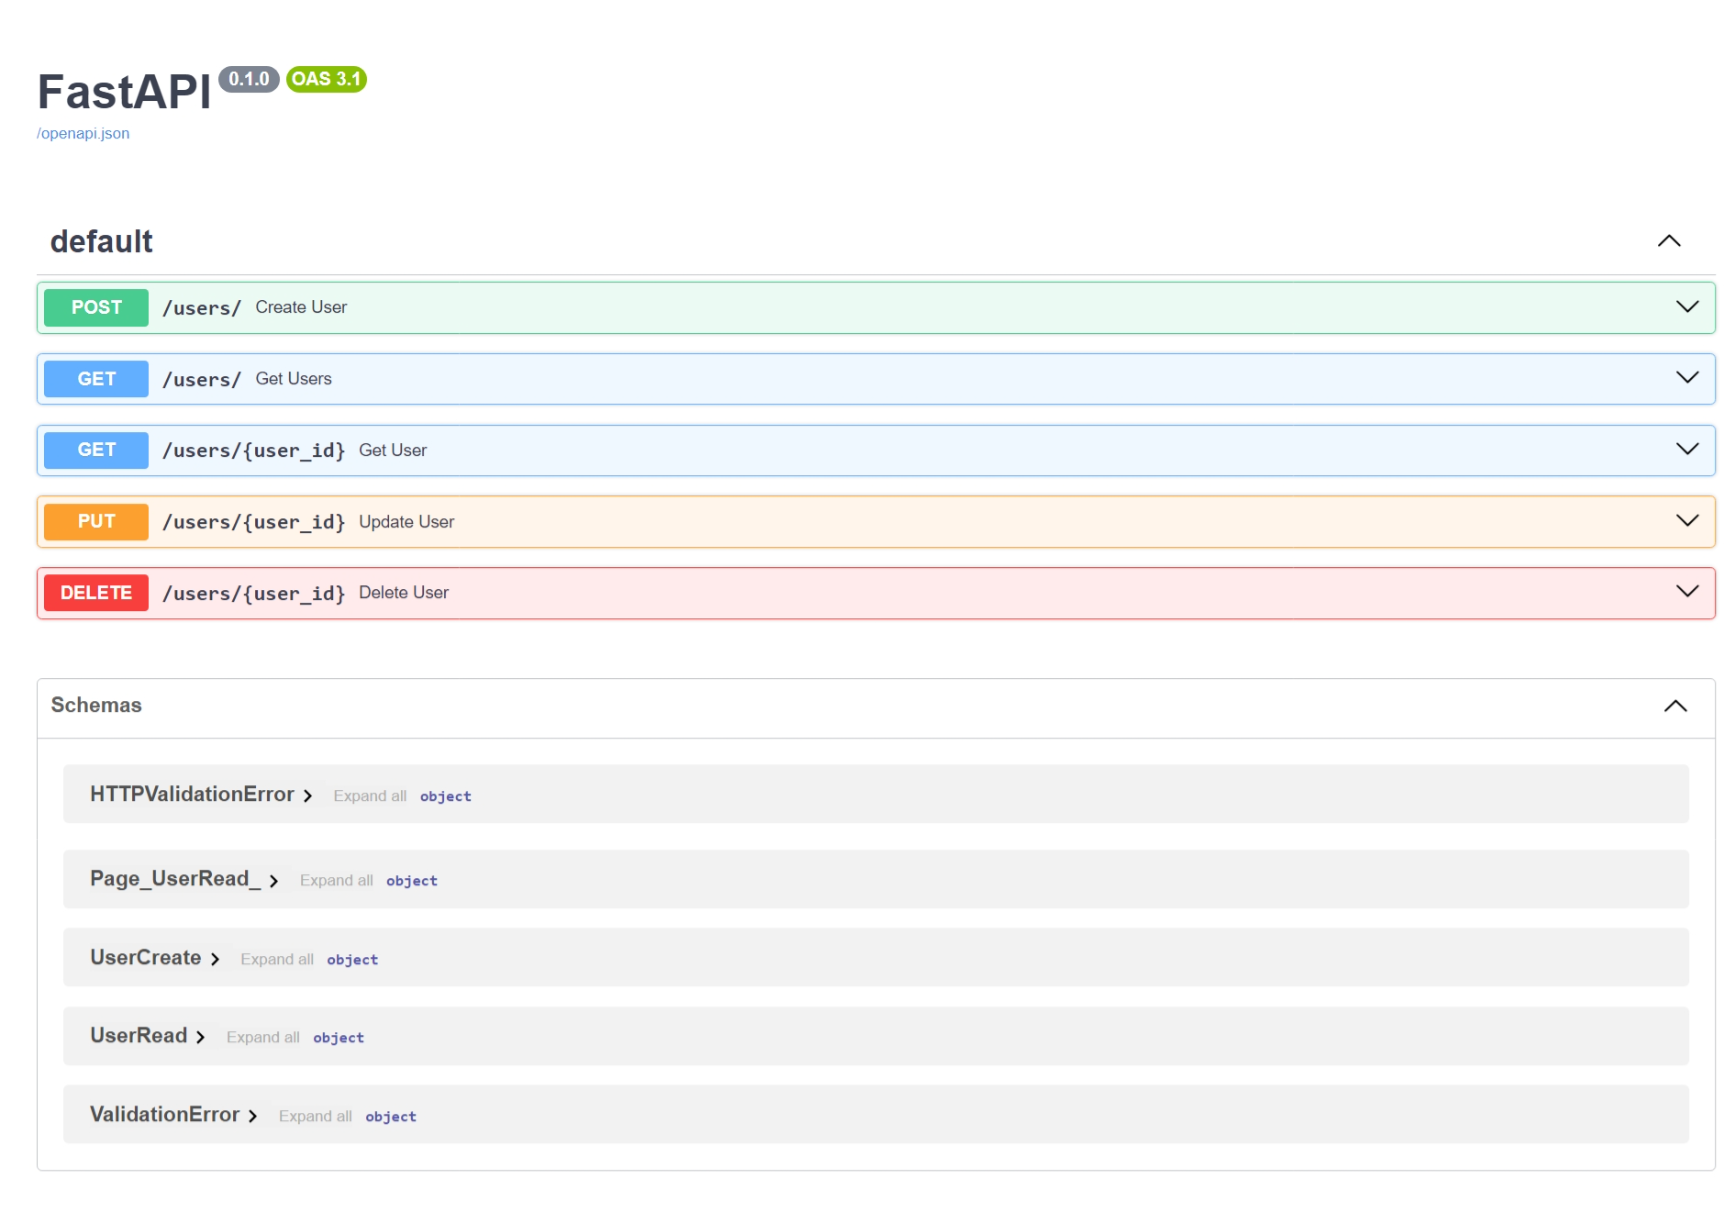 FastAPI 0.1.0 OAS 3.1
/openapi.json
default
POST /users/ Create User
GET /users/ Get Users
GET /users/{user_id} Get User
PUT /users/{user_id} Update User
DELETE /users/{user_id} Delete User
Schemas
HTTPValidationError Expand all object
Page_UserRead_ Expand all object
UserCreate Expand all object
UserRead Expand all object
ValidationError Expand all object